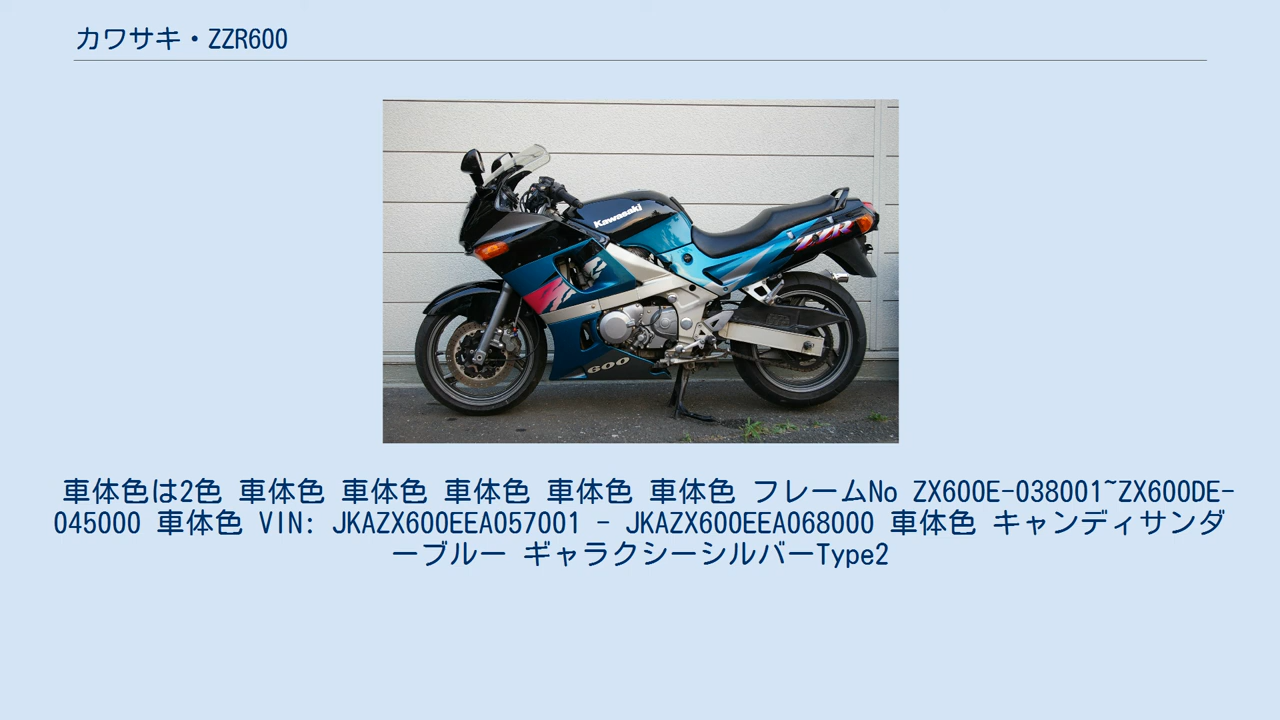 カワサキ・ZZR600
Kawasaki
ZZR
600
車体色は2色 車体色 車体色 車体色 車体色 車体色 フレームNo ZX600E-038001~ZX600DE-
045000 車体色 VIN: JKAZX600EEA057001 - JKAZX600EEA068000 車体色 キャンディサンダ
ーブルー ギャラクシーシルバーType2